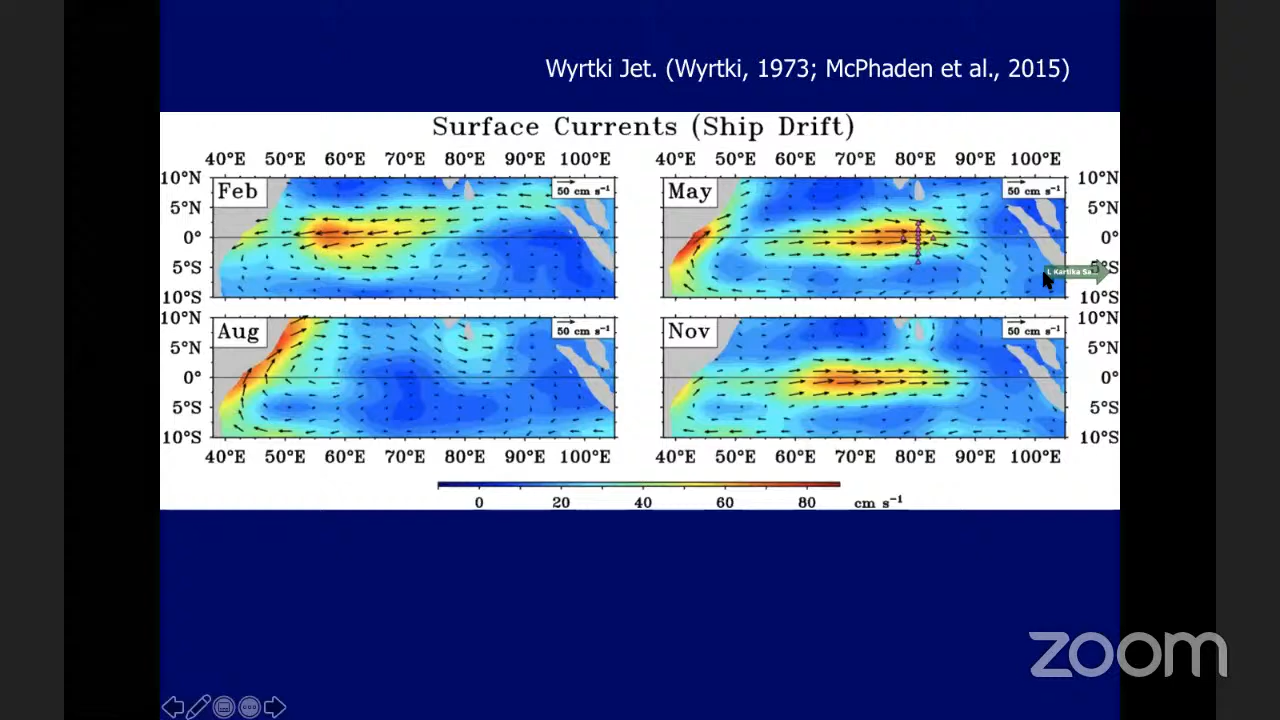 Wyrtki Jet. (Wyrtki, 1973; McPhaden et al., 2015)
Surface Currents (Ship Drift)
40°E 50°E 60°E 70°E 80°E 90°E 100°E
40°E 50°E 60°E 70°E 80°E 90°E 100°E
10°N Feb 50 cm s⁻¹ May 50 cm s⁻¹ 10°N
5°N 5°N
0° 0°
5°S L Kartika Sa... °S
10°S 10°S
10°N Aug 50 cm s⁻¹ Nov 50 cm s⁻¹ 10°N
5°N 5°N
0° 0°
5°S 5°S
10°S 10°S
40°E 50°E 60°E 70°E 80°E 90°E 100°E
40°E 50°E 60°E 70°E 80°E 90°E 100°E
0 20 40 60 80 cm s⁻¹
zoom